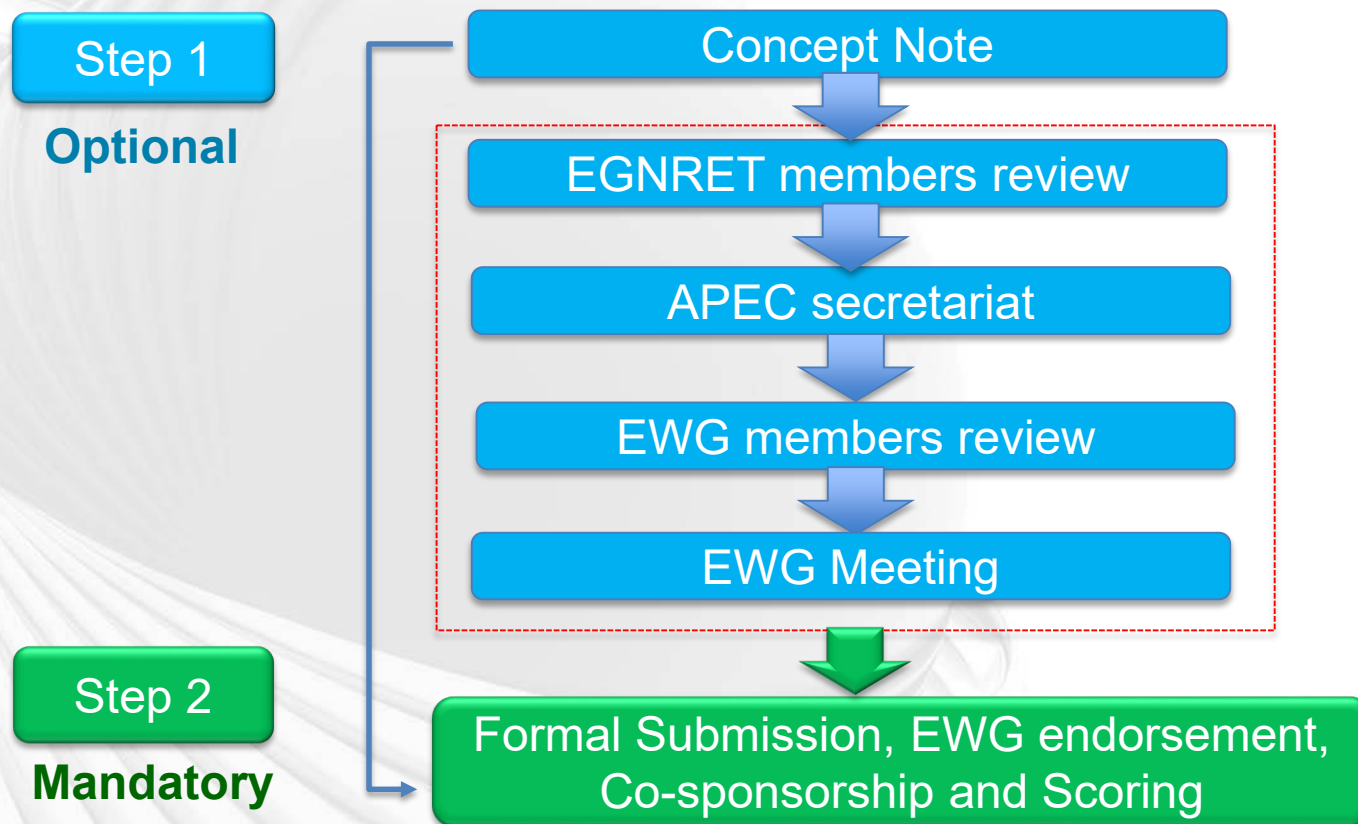 Step 1
Optional
Concept Note
EGNRET members review
APEC secretariat
EWG members review
EWG Meeting
Step 2
Mandatory
Formal Submission, EWG endorsement,
Co-sponsorship and Scoring